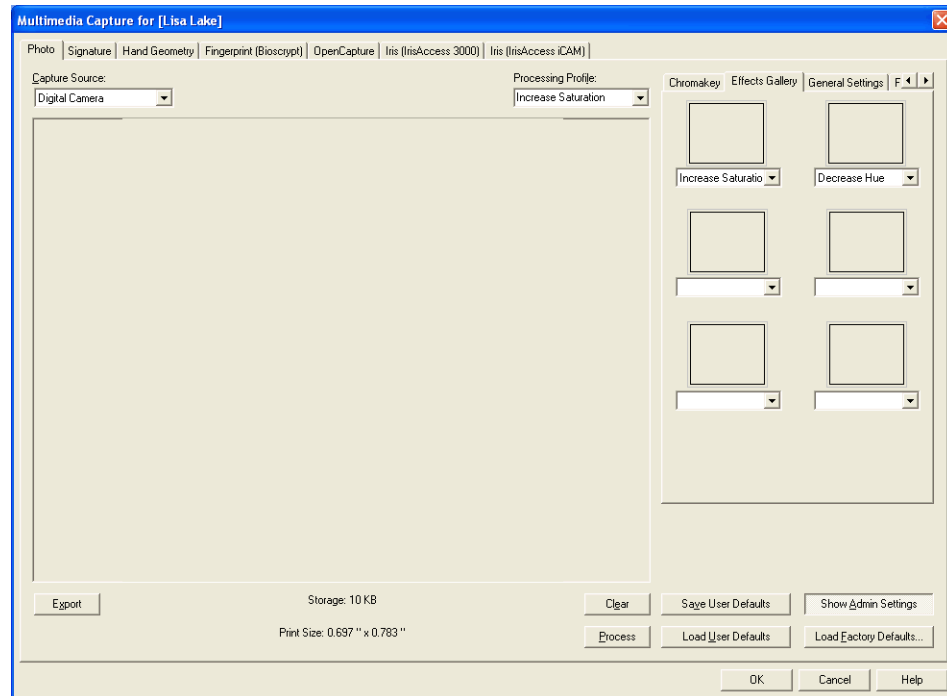 Multimedia Capture for [Lisa Lake]
Photo Signature Hand Geometry Fingerprint (Bioscrypt) OpenCapture Iris (IrisAccess 3000) Iris (IrisAccess iCAM)
Capture Source: Processing Profile:
Digital Camera Increase Saturation
Chromakey Effects Gallery General Settings F
Increase Saturatio Decrease Hue
Export Storage: 10 KB Clear Save User Defaults Show Admin Settings
Print Size: 0.697 " x 0.783 " Process Load User Defaults Load Factory Defaults...
OK Cancel Help